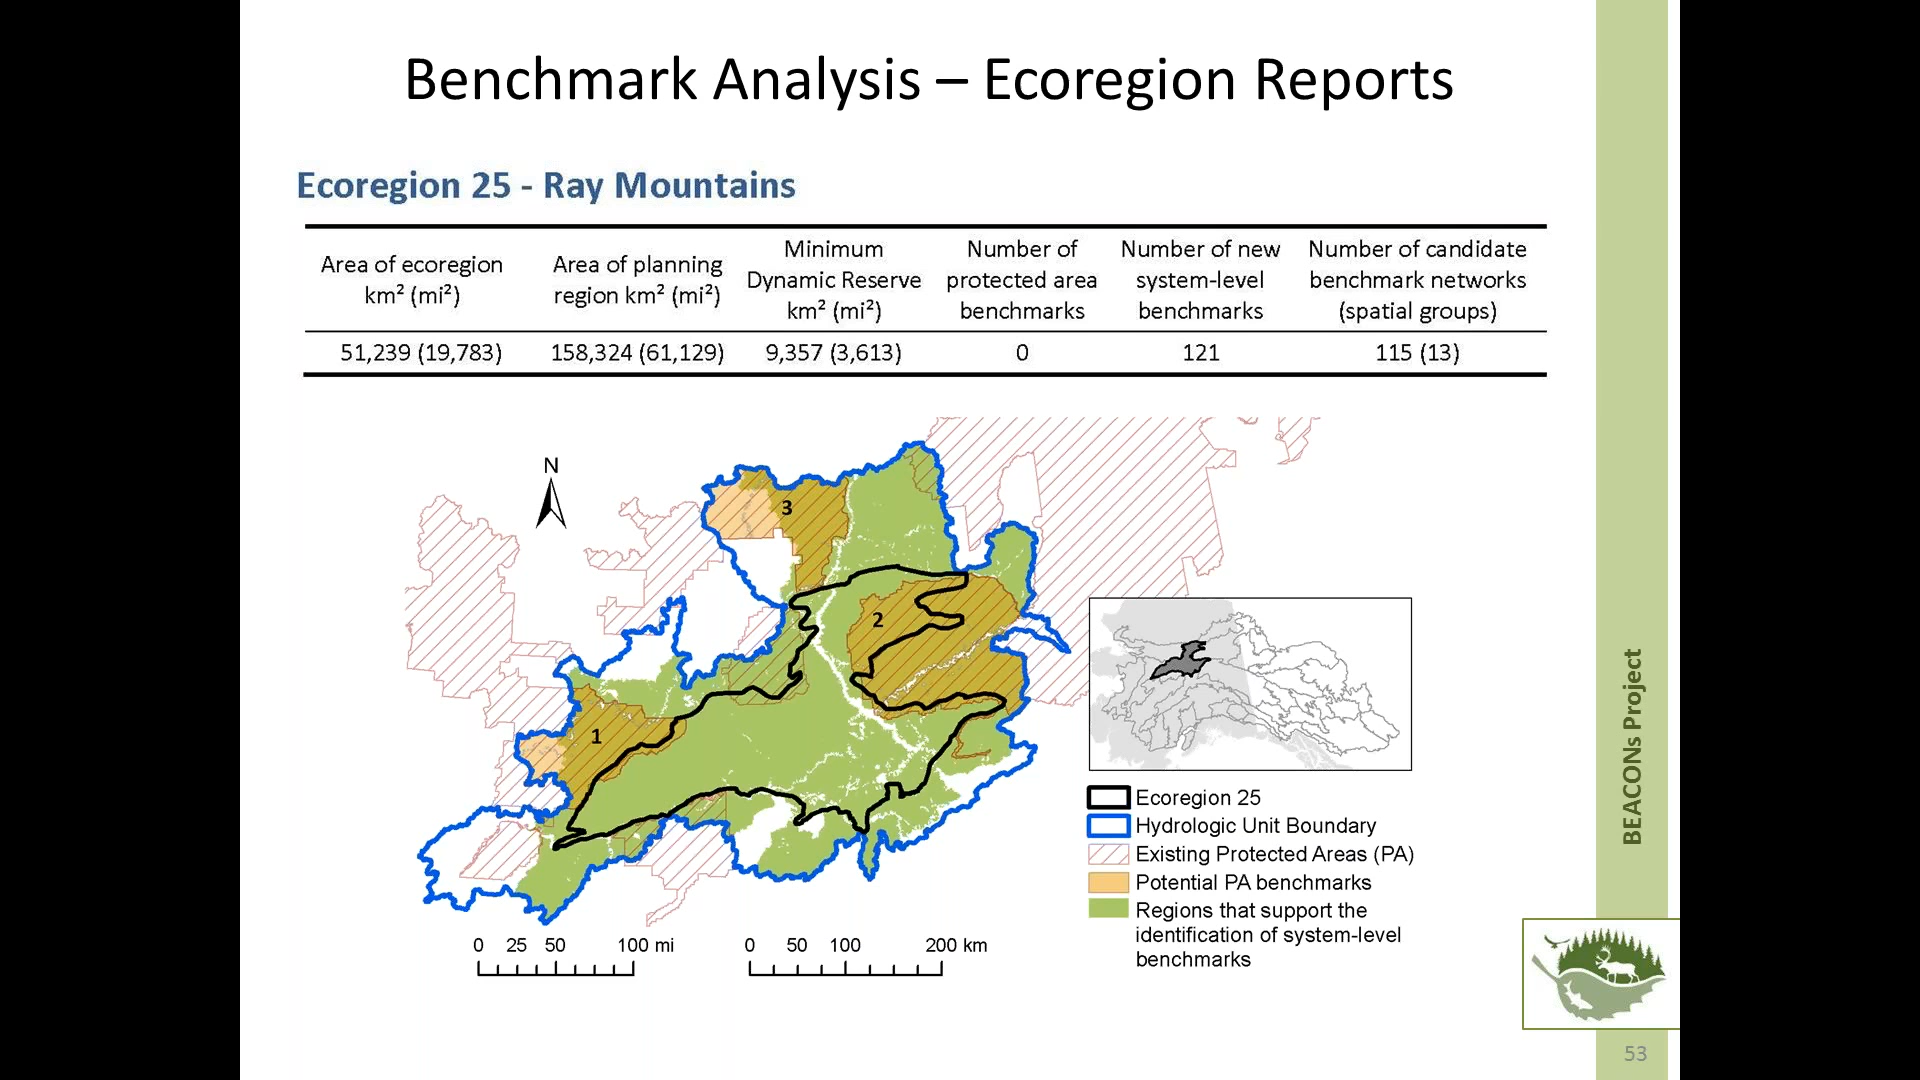 Benchmark Analysis – Ecoregion Reports
Ecoregion 25 - Ray Mountains
Area of ecoregion km² (mi²)
Area of planning region km² (mi²)
Minimum Dynamic Reserve km² (mi²)
Number of protected area benchmarks
Number of new system-level benchmarks
Number of candidate benchmark networks (spatial groups)
51,239 (19,783)
158,324 (61,129)
9,357 (3,613)
0
121
115 (13)
N
3
2
1
Ecoregion 25
Hydrologic Unit Boundary
Existing Protected Areas (PA)
Potential PA benchmarks
Regions that support the
identification of system-level
benchmarks
0 25 50 100 mi
0 50 100 200 km
BEACONs Project
53